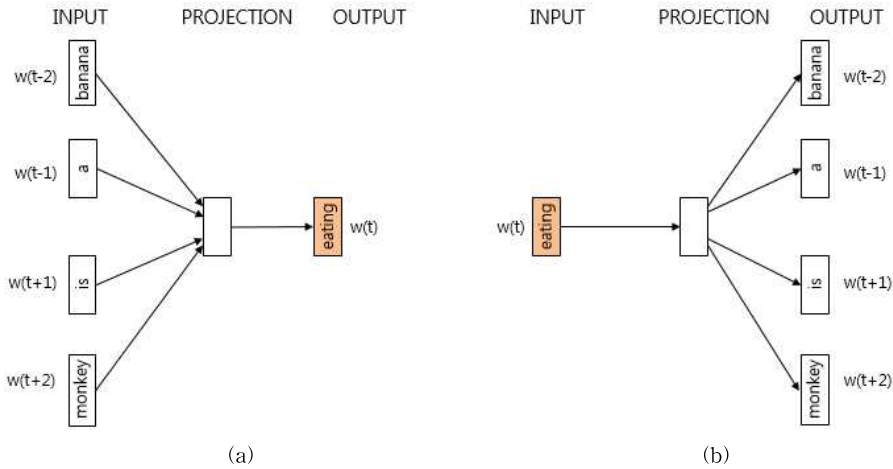 INPUT PROJECTION OUTPUT
w(t-2) banana
w(t-1) a
w(t+1) is
w(t+2) monkey
eating w(t)
(a)
INPUT PROJECTION OUTPUT
w(t) eating
banana w(t-2)
a w(t-1)
is w(t+1)
monkey w(t+2)
(b)